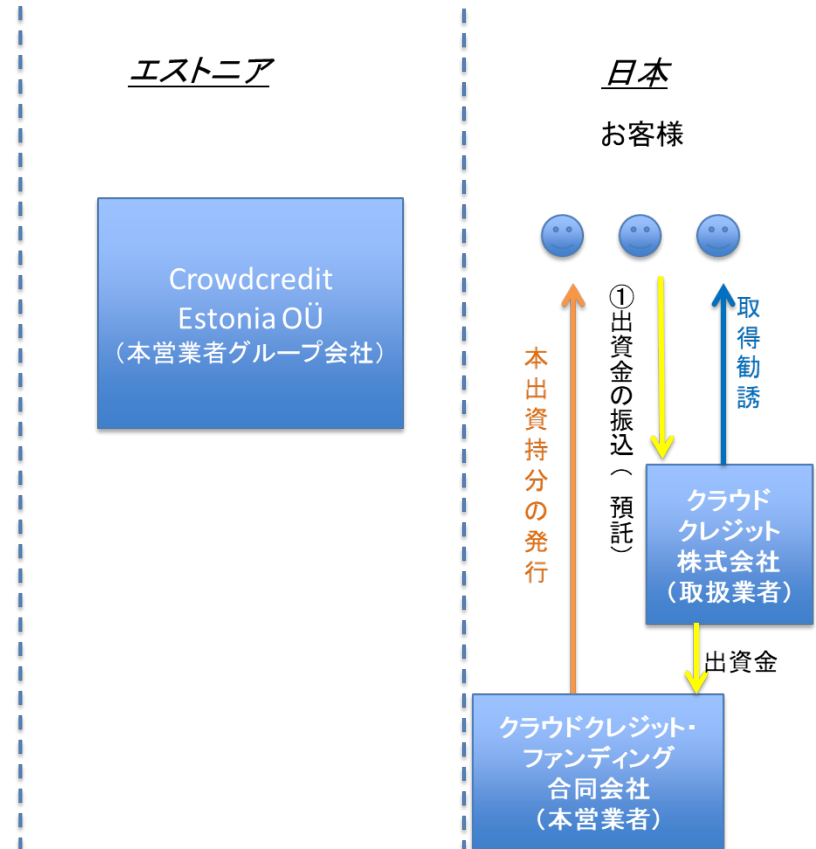 エストニア
日本
お客様
Crowdcredit
Estonia OÜ
（本営業者グループ会社）
本出資持分の発行
①出資金の振込（預託）
取得勧誘
クラウド
クレジット
株式会社
（取扱業者）
出資金
クラウドクレジット・
ファンディング
合同会社
（本営業者）